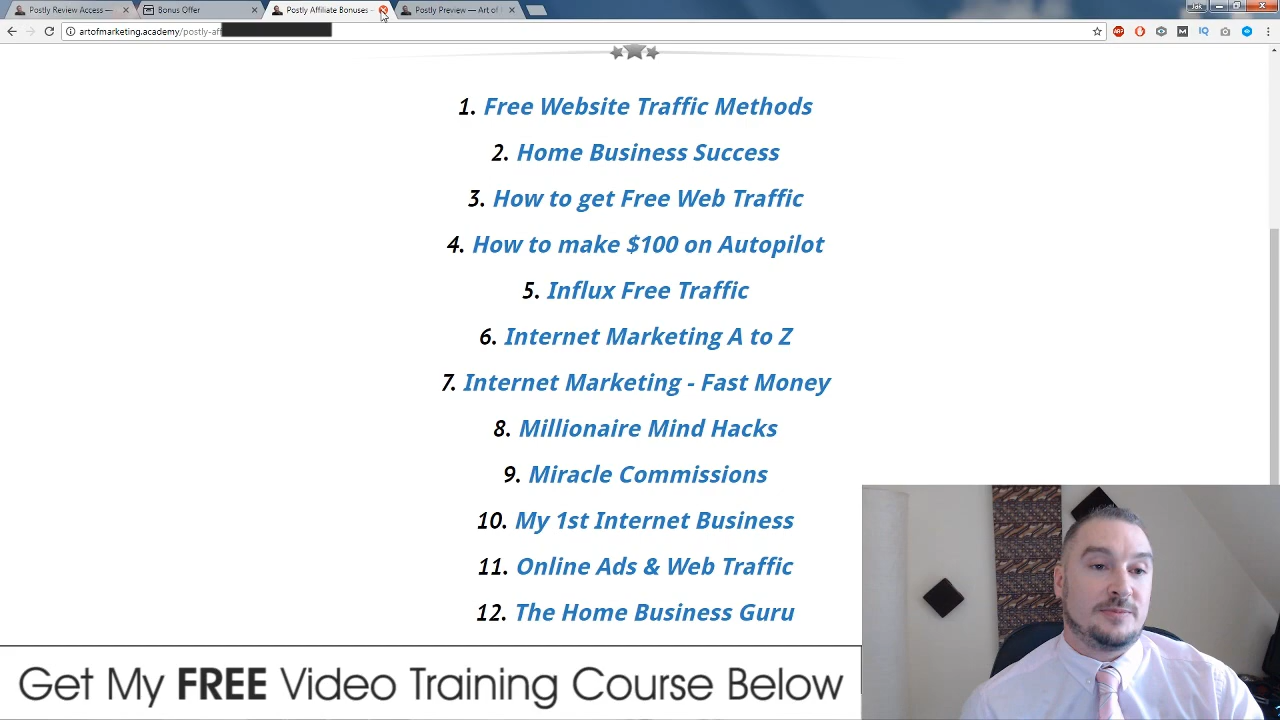 Postly Review Access —
Bonus Offer
Postly Affiliate Bonuses –
Postly Preview — Art of
Jak
artofmarketing.academy/postly-aff
1. Free Website Traffic Methods
2. Home Business Success
3. How to get Free Web Traffic
4. How to make $100 on Autopilot
5. Influx Free Traffic
6. Internet Marketing A to Z
7. Internet Marketing - Fast Money
8. Millionaire Mind Hacks
9. Miracle Commissions
10. My 1st Internet Business
11. Online Ads & Web Traffic
12. The Home Business Guru
Get My FREE Video Training Course Below